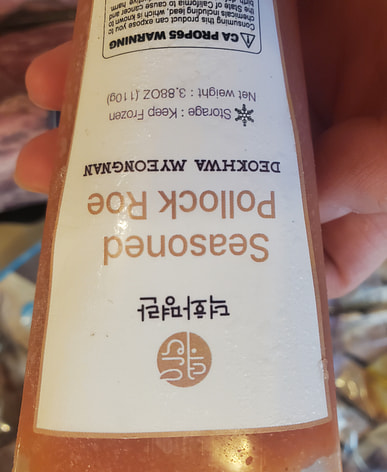 덕화명란
Seasoned
Pollock Roe
DEOKHWA MYEONGNAN
Storage : Keep Frozen
Net weight : 3.88OZ (110g)
CA PROP65 WARNING
Consuming this product can expose you to
chemicals including lead, which is known to
the State of California to cause cancer and